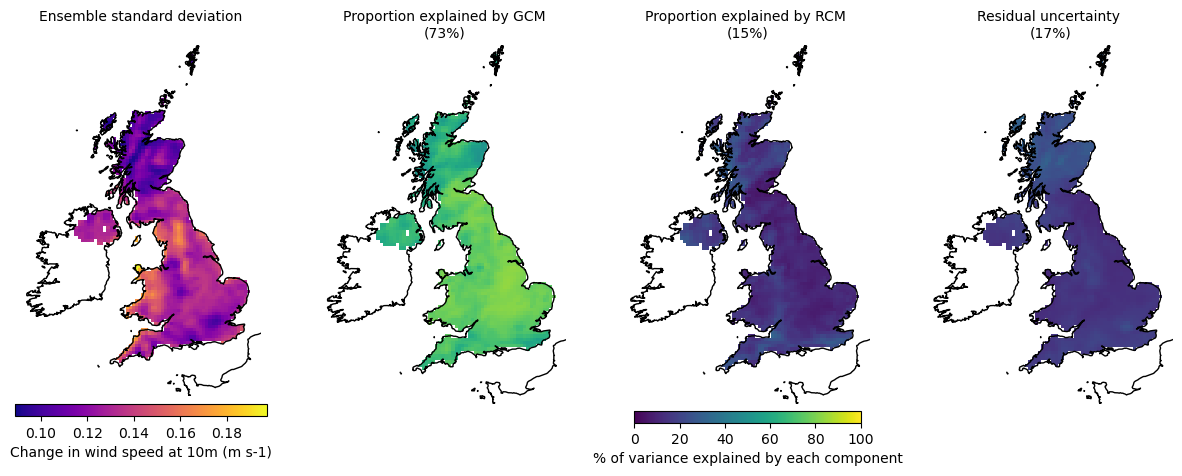 Ensemble standard deviation
Proportion explained by GCM
(73%)
Proportion explained by RCM
(15%)
Residual uncertainty
(17%)
0.10 0.12 0.14 0.16 0.18
Change in wind speed at 10m (m s-1)
0 20 40 60 80 100
% of variance explained by each component